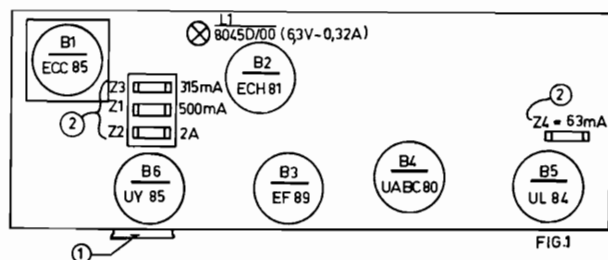 L1
8045D/00 (6,3V~0,32A)
B1
ECC 85
B2
ECH 81
Z3 315mA
Z1 500mA
Z2 2A
2
2
Z4 = 63mA
B6
UY 85
B3
EF 89
B4
UABC 80
B5
UL 84
1
FIG.1